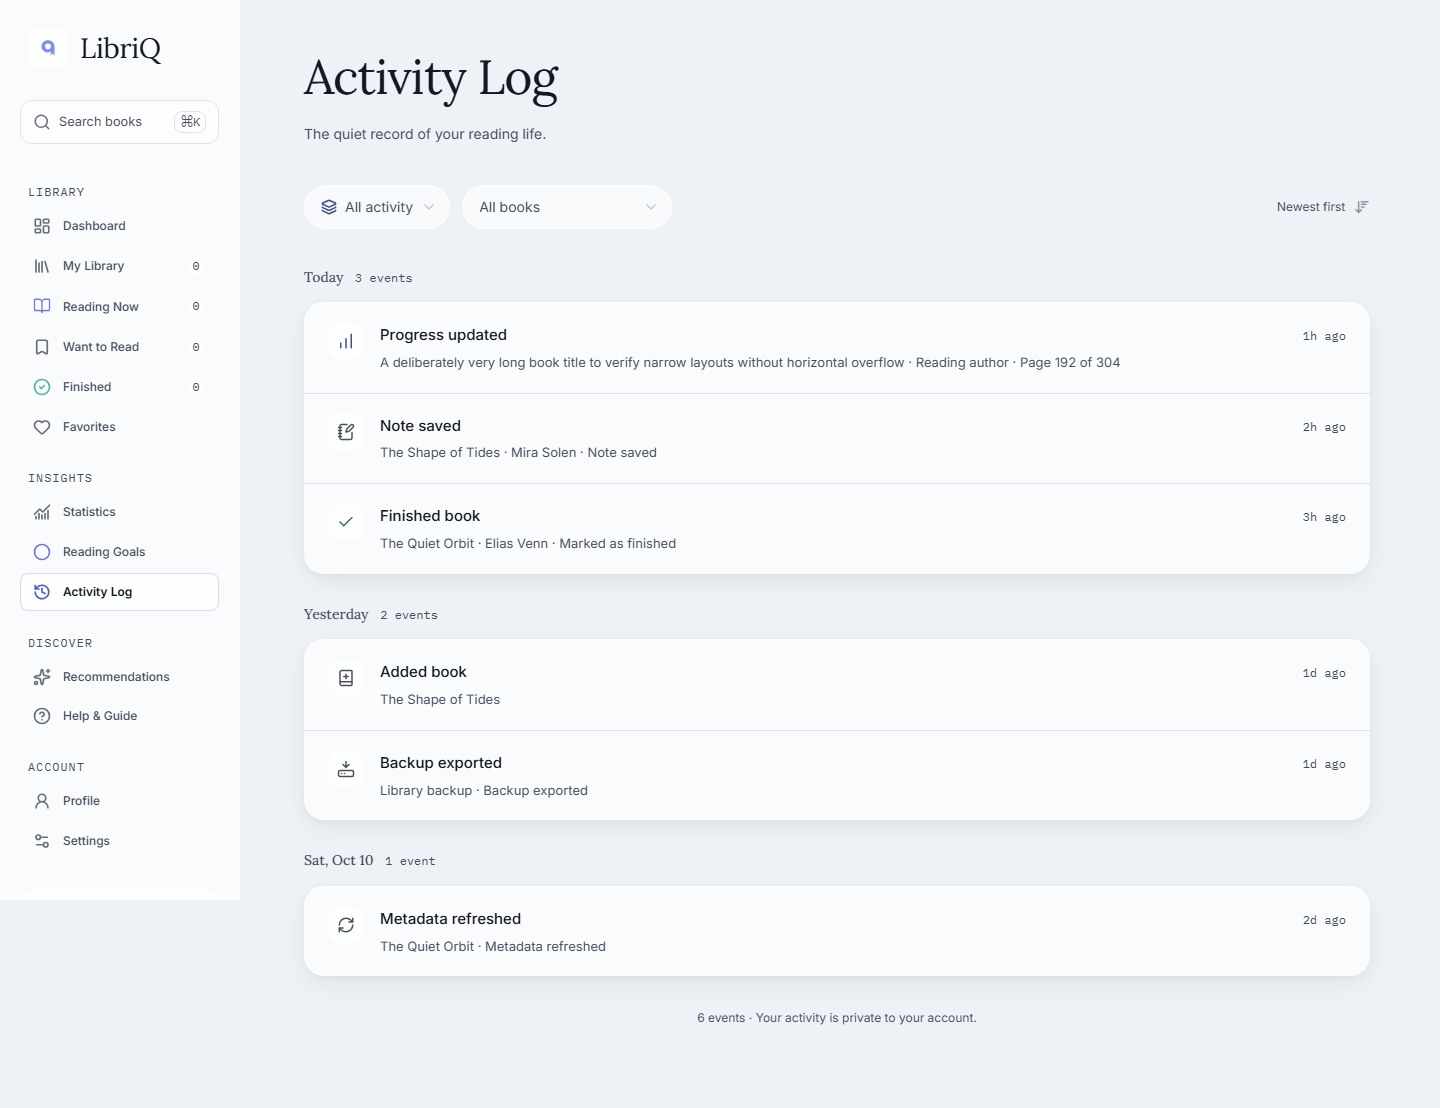 LibriQ
Search books ⌘K
LIBRARY
Dashboard
My Library 0
Reading Now 0
Want to Read 0
Finished 0
Favorites
INSIGHTS
Statistics
Reading Goals
Activity Log
DISCOVER
Recommendations
Help & Guide
ACCOUNT
Profile
Settings
Activity Log
The quiet record of your reading life.
All activity All books Newest first
Today 3 events
Progress updated 1h ago
A deliberately very long book title to verify narrow layouts without horizontal overflow · Reading author · Page 192 of 304
Note saved 2h ago
The Shape of Tides · Mira Solen · Note saved
Finished book 3h ago
The Quiet Orbit · Elias Venn · Marked as finished
Yesterday 2 events
Added book 1d ago
The Shape of Tides
Backup exported 1d ago
Library backup · Backup exported
Sat, Oct 10 1 event
Metadata refreshed 2d ago
The Quiet Orbit · Metadata refreshed
6 events · Your activity is private to your account.